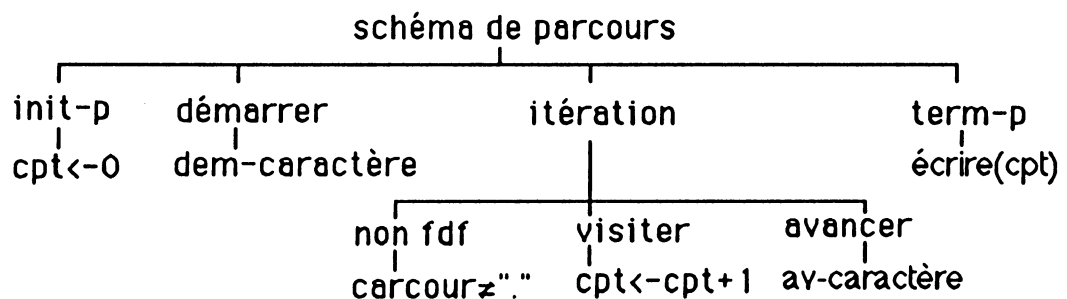 schéma de parcours
init-p démarrer itération term-p
cpt<-0 dem-caractère écrire(cpt)
non fdf visiter avancer
carcour≠"." cpt<-cpt+1 av-caractère